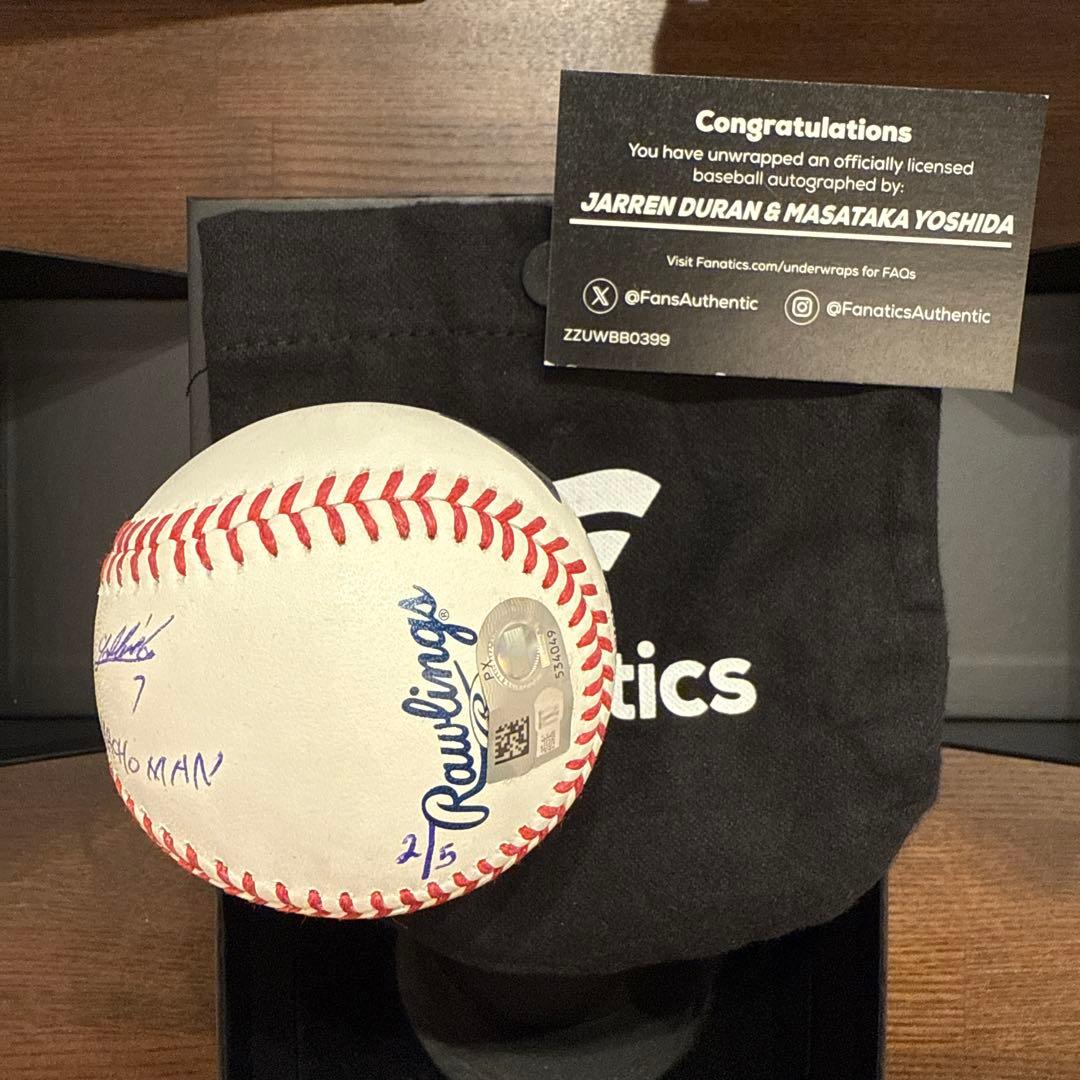 Congratulations
You have unwrapped an officially licensed
baseball autographed by:
JARREN DURAN & MASATAKA YOSHIDA
Visit Fanatics.com/underwraps for FAQs
@FansAuthentic @FanaticsAuthentic
ZZUWBB0399
tics
7
MAN
Rawlings®
PX 534049
2/5